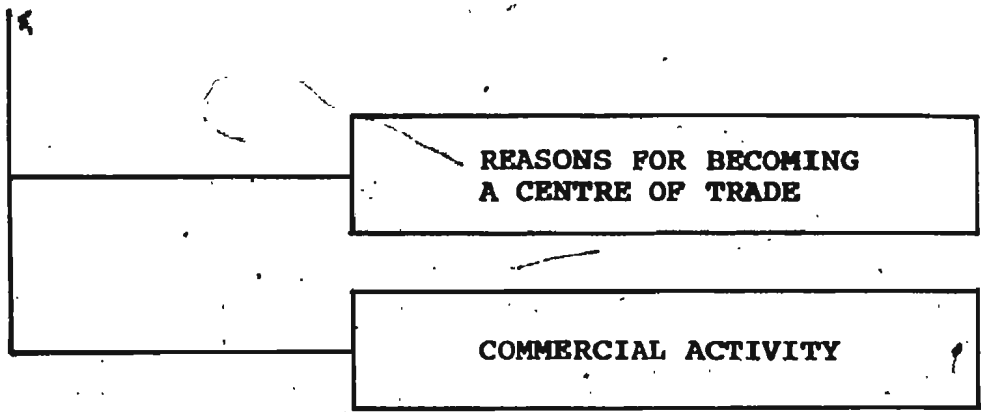 REASONS FOR BECOMING
A CENTRE OF TRADE
COMMERCIAL ACTIVITY